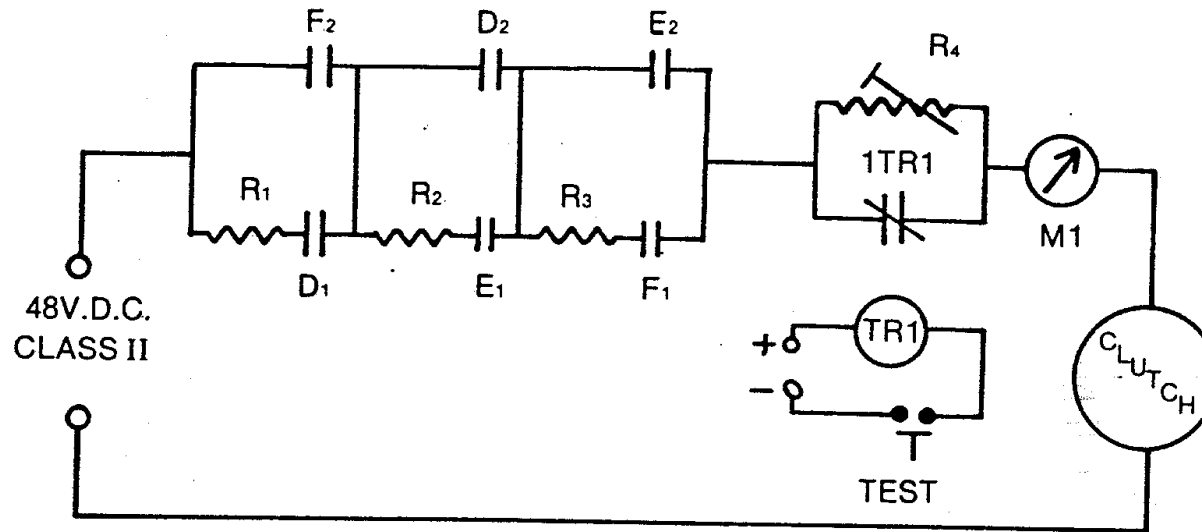 F2
D2
E2
R4
R1
R2
R3
1TR1
D1
E1
F1
M1
48V.D.C.
CLASS II
+
TR1
-
TEST
CLUTCH